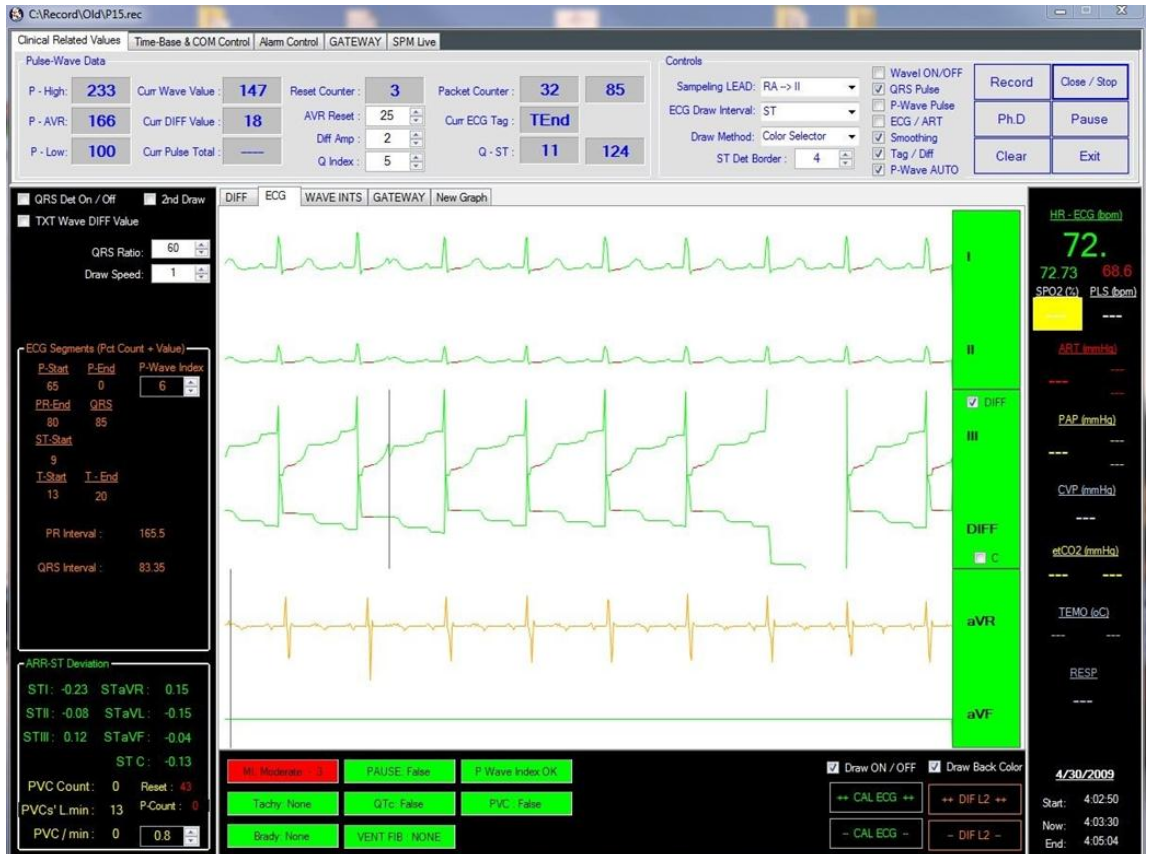 C:\Record\Old\P15.rec
Clinical Related Values Time-Base & COM Control Alarm Control GATEWAY SPM Live
Pulse-Wave Data
P - High: 233 Curr Wave Value : 147 Reset Counter : 3 Packet Counter : 32 85
P - AVR: 166 Curr DIFF Value : 18 AVR Reset : 25 Curr ECG Tag : TEnd
Diff Amp : 2
P - Low: 100 Curr Pulse Total : ---- Q Index : 5 Q - ST : 11 124
Controls
Sampeling LEAD: RA --> II
ECG Draw Interval: ST
Draw Method: Color Selector
ST Det Border : 4
Wavel ON/OFF
QRS Pulse
P-Wave Pulse
ECG / ART
Smoothing
Tag / Diff
P-Wave AUTO
Record Close / Stop
Ph.D Pause
Clear Exit
QRS Det On / Off 2nd Draw
TXT Wave DIFF Value
QRS Ratio: 60
Draw Speed: 1
ECG Segments (Pct Count + Value)
P-Start P-End P-Wave Index
65 0 6
PR-End QRS
80 85
ST-Start
9
T-Start T - End
13 20
PR Interval : 165.5
QRS Interval : 83.35
ARR-ST Deviation
STI : -0.23 STaVR : 0.15
STII : -0.08 STaVL : -0.15
STIII : 0.12 STaVF : -0.04
ST C : -0.13
PVC Count : 0 Reset : 43
PVCs' L.min : 13 P-Count : 0
PVC / min : 0 0.8
DIFF ECG WAVE INTS GATEWAY New Graph
I
II
DIFF
III
DIFF
C
aVR
aVF
MI: Moderate - 3 PAUSE: False P Wave Index OK
Tachy: None QTc: False PVC : False
Brady: None VENT FIB : NONE
Draw ON / OFF Draw Back Color
++ CAL ECG ++ ++ DIF L2 ++
-- CAL ECG -- -- DIF L2 --
HR - ECG (bpm)
72.
72.73 68.6
SPO2 (%) PLS (bpm)
--- ---
ART (mmHg)
---
---
---
PAP (mmHg)
---
---
---
CVP (mmHg)
---
etCO2 (mmHg)
--- ---
TEMO (oC)
--- ---
RESP
---
4/30/2009
Start: 4:02:50
Now: 4:03:30
End: 4:05:04